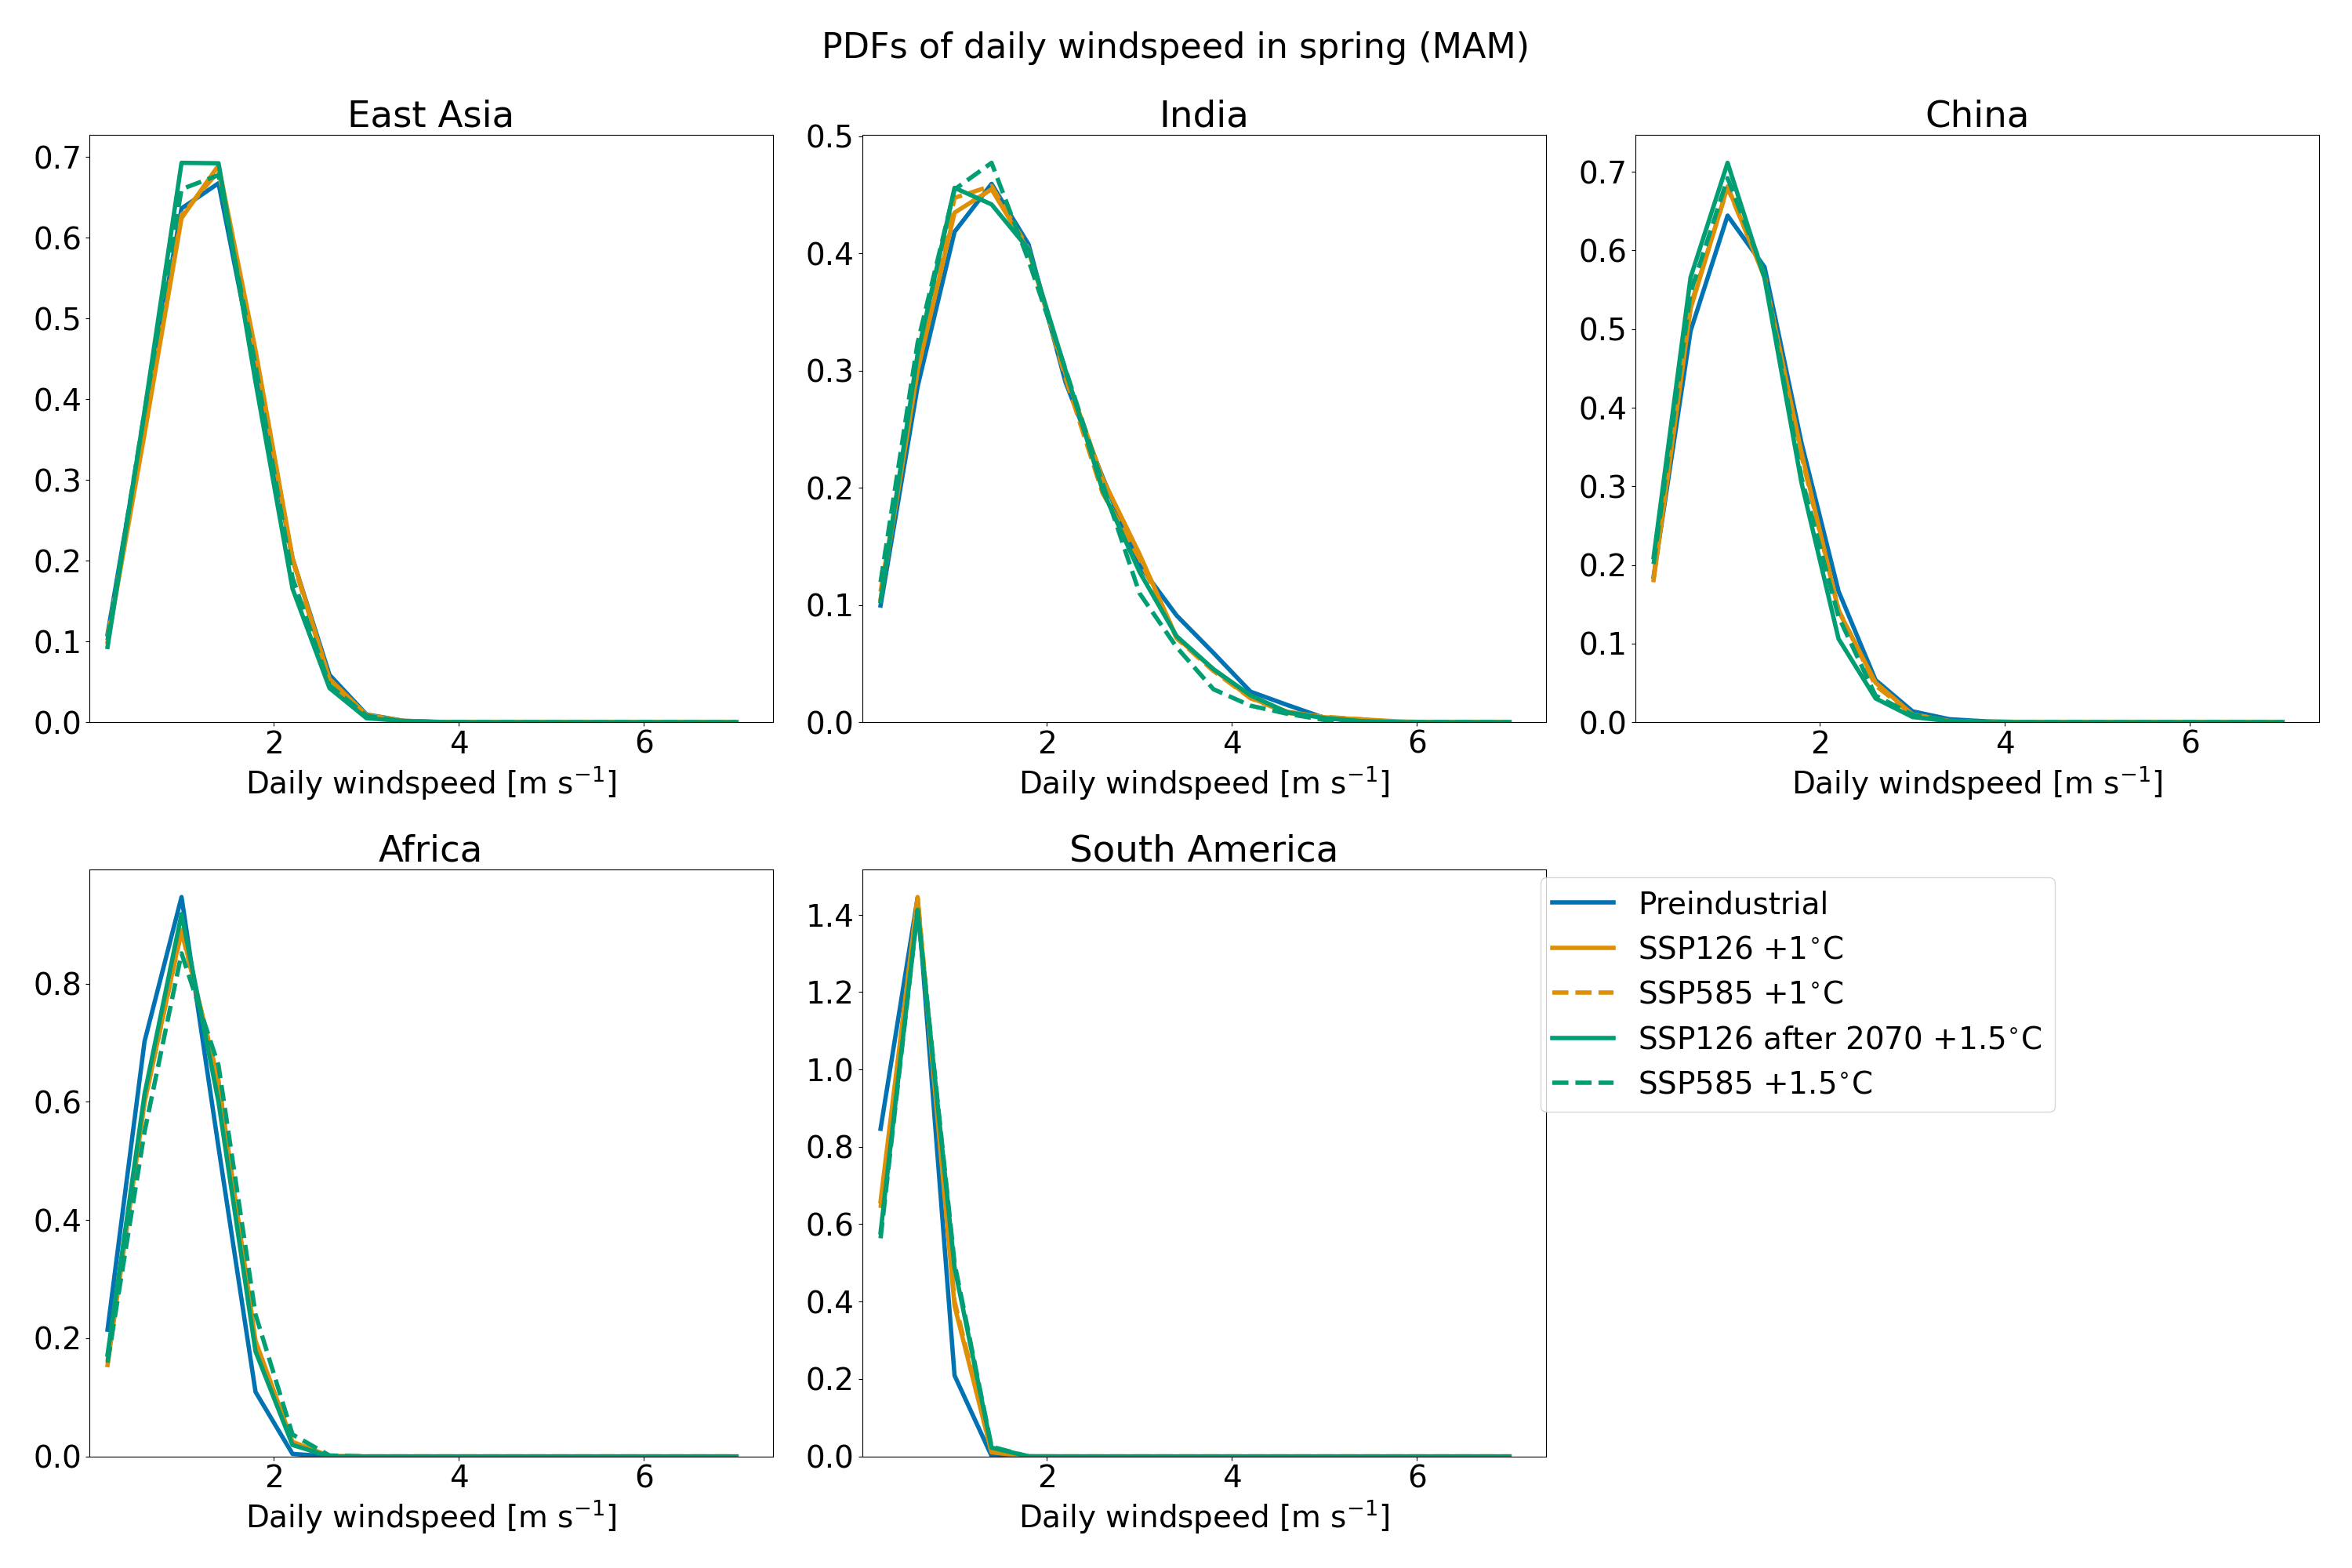 PDFs of daily windspeed in spring (MAM)
East Asia
0.7
0.6
0.5
0.4
0.3
0.2
0.1
0.0
2 4 6
Daily windspeed [m s⁻¹]
India
0.5
0.4
0.3
0.2
0.1
0.0
2 4 6
Daily windspeed [m s⁻¹]
China
0.7
0.6
0.5
0.4
0.3
0.2
0.1
0.0
2 4 6
Daily windspeed [m s⁻¹]
Africa
0.8
0.6
0.4
0.2
0.0
2 4 6
Daily windspeed [m s⁻¹]
South America
1.4
1.2
1.0
0.8
0.6
0.4
0.2
0.0
2 4 6
Daily windspeed [m s⁻¹]
Preindustrial
SSP126 +1°C
SSP585 +1°C
SSP126 after 2070 +1.5°C
SSP585 +1.5°C